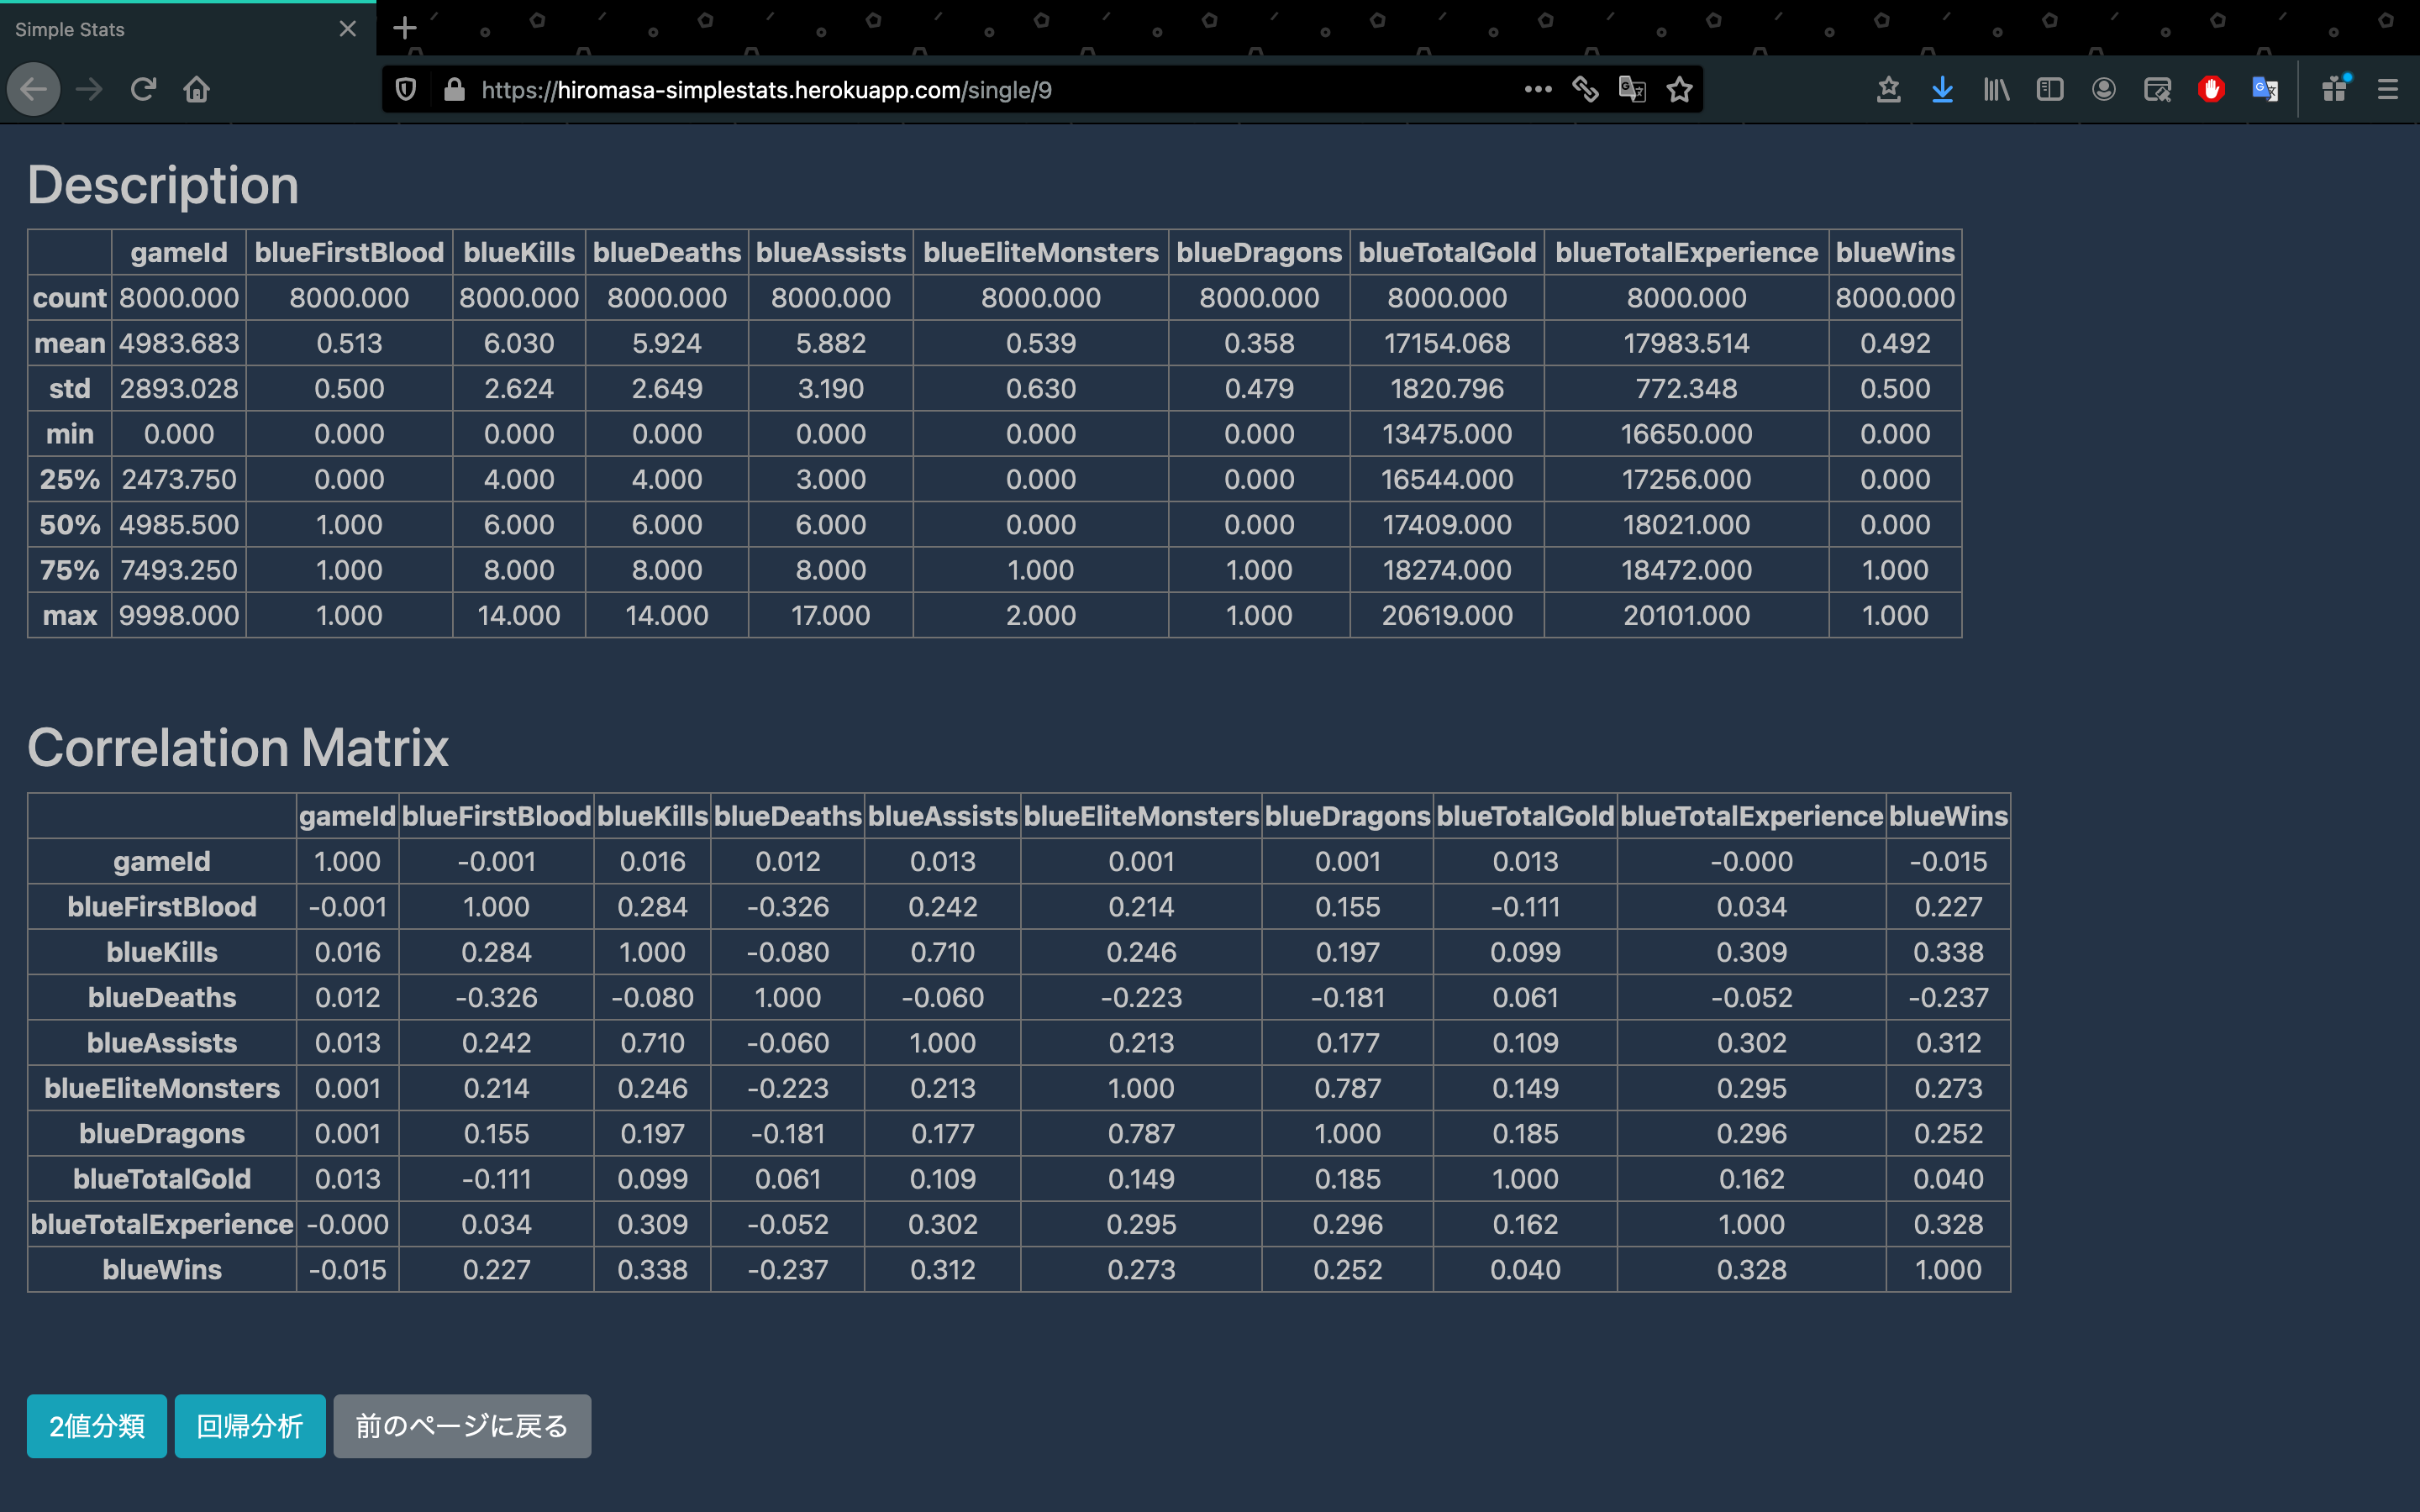 Simple Stats
https://hiromasa-simplestats.herokuapp.com/single/9
Description
gameId blueFirstBlood blueKills blueDeaths blueAssists blueEliteMonsters blueDragons blueTotalGold blueTotalExperience blueWins
count 8000.000 8000.000 8000.000 8000.000 8000.000 8000.000 8000.000 8000.000 8000.000 8000.000
mean 4983.683 0.513 6.030 5.924 5.882 0.539 0.358 17154.068 17983.514 0.492
std 2893.028 0.500 2.624 2.649 3.190 0.630 0.479 1820.796 772.348 0.500
min 0.000 0.000 0.000 0.000 0.000 0.000 0.000 13475.000 16650.000 0.000
25% 2473.750 0.000 4.000 4.000 3.000 0.000 0.000 16544.000 17256.000 0.000
50% 4985.500 1.000 6.000 6.000 6.000 0.000 0.000 17409.000 18021.000 0.000
75% 7493.250 1.000 8.000 8.000 8.000 1.000 1.000 18274.000 18472.000 1.000
max 9998.000 1.000 14.000 14.000 17.000 2.000 1.000 20619.000 20101.000 1.000
Correlation Matrix
gameId blueFirstBlood blueKills blueDeaths blueAssists blueEliteMonsters blueDragons blueTotalGold blueTotalExperience blueWins
gameId 1.000 -0.001 0.016 0.012 0.013 0.001 0.001 0.013 -0.000 -0.015
blueFirstBlood -0.001 1.000 0.284 -0.326 0.242 0.214 0.155 -0.111 0.034 0.227
blueKills 0.016 0.284 1.000 -0.080 0.710 0.246 0.197 0.099 0.309 0.338
blueDeaths 0.012 -0.326 -0.080 1.000 -0.060 -0.223 -0.181 0.061 -0.052 -0.237
blueAssists 0.013 0.242 0.710 -0.060 1.000 0.213 0.177 0.109 0.302 0.312
blueEliteMonsters 0.001 0.214 0.246 -0.223 0.213 1.000 0.787 0.149 0.295 0.273
blueDragons 0.001 0.155 0.197 -0.181 0.177 0.787 1.000 0.185 0.296 0.252
blueTotalGold 0.013 -0.111 0.099 0.061 0.109 0.149 0.185 1.000 0.162 0.040
blueTotalExperience -0.000 0.034 0.309 -0.052 0.302 0.295 0.296 0.162 1.000 0.328
blueWins -0.015 0.227 0.338 -0.237 0.312 0.273 0.252 0.040 0.328 1.000
2値分類 回帰分析 前のページに戻る